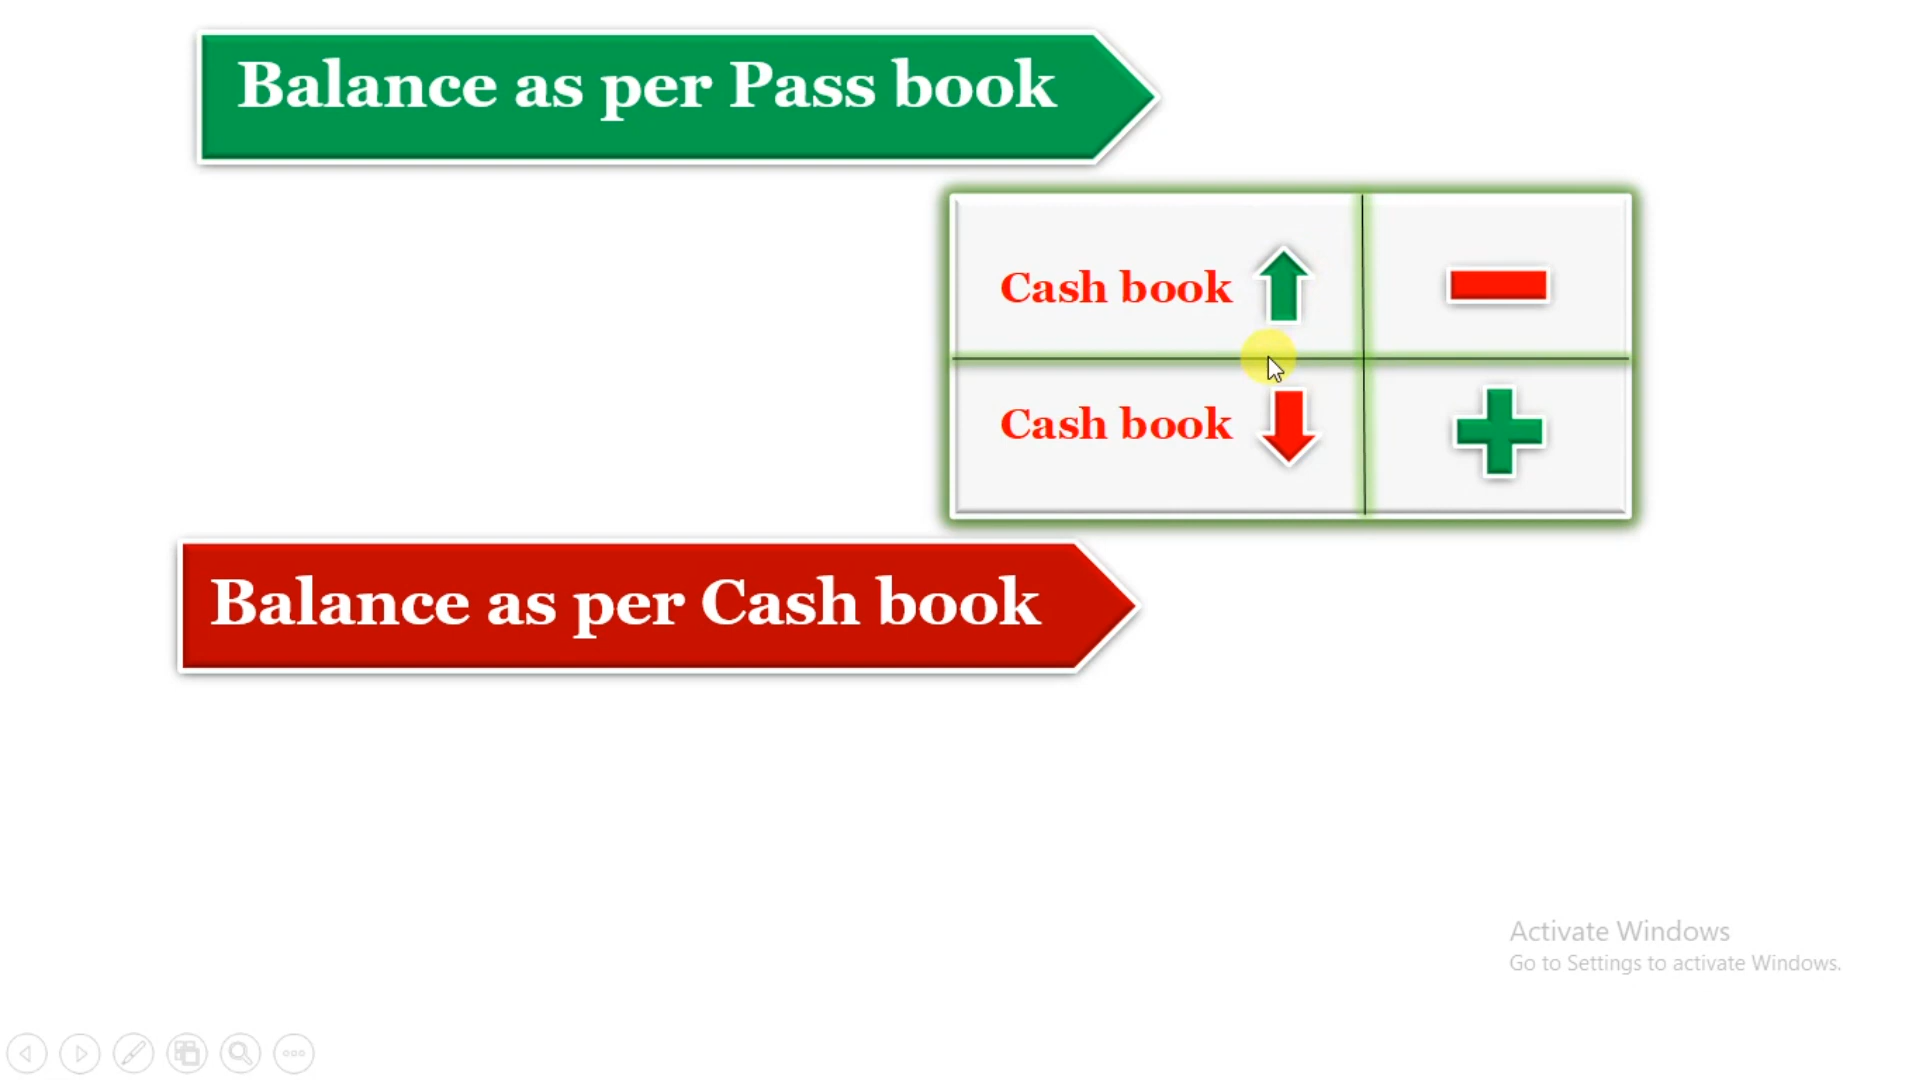 Balance as per Pass book
Cash book
Cash book
Balance as per Cash book
Activate Windows
Go to Settings to activate Windows.